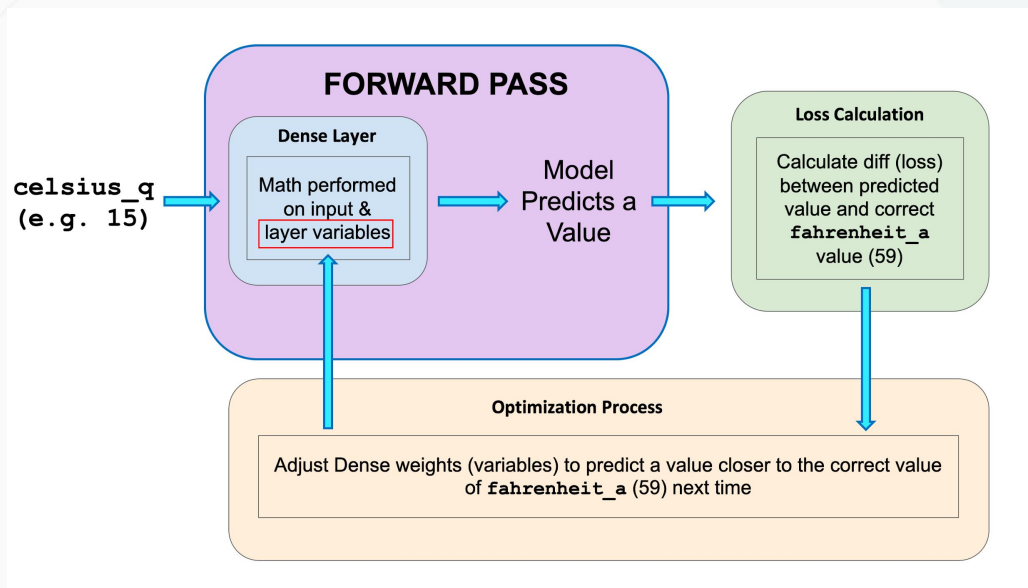 FORWARD PASS
Dense Layer
Loss Calculation
celsius_q
(e.g. 15)
Math performed
on input &
layer variables
Model
Predicts a
Value
Calculate diff (loss)
between predicted
value and correct
fahrenheit_a
value (59)
Optimization Process
Adjust Dense weights (variables) to predict a value closer to the correct value
of fahrenheit_a (59) next time